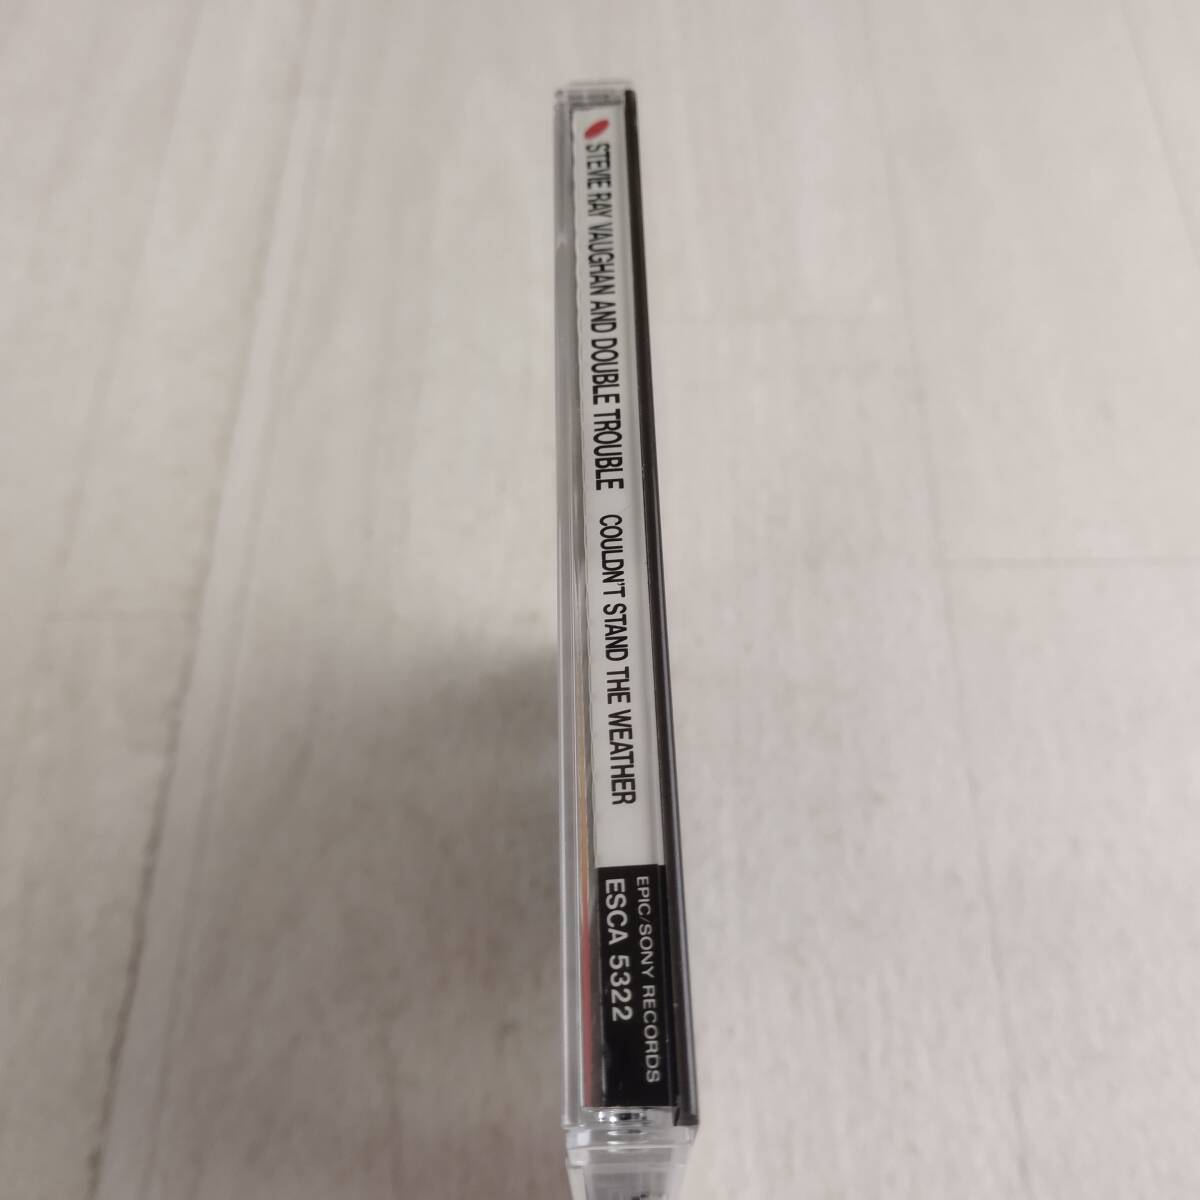 STEVIE RAY VAUGHAN AND DOUBLE TROUBLE COULDN'T STAND THE WEATHER
EPIC/SONY RECORDS
ESCA 5322